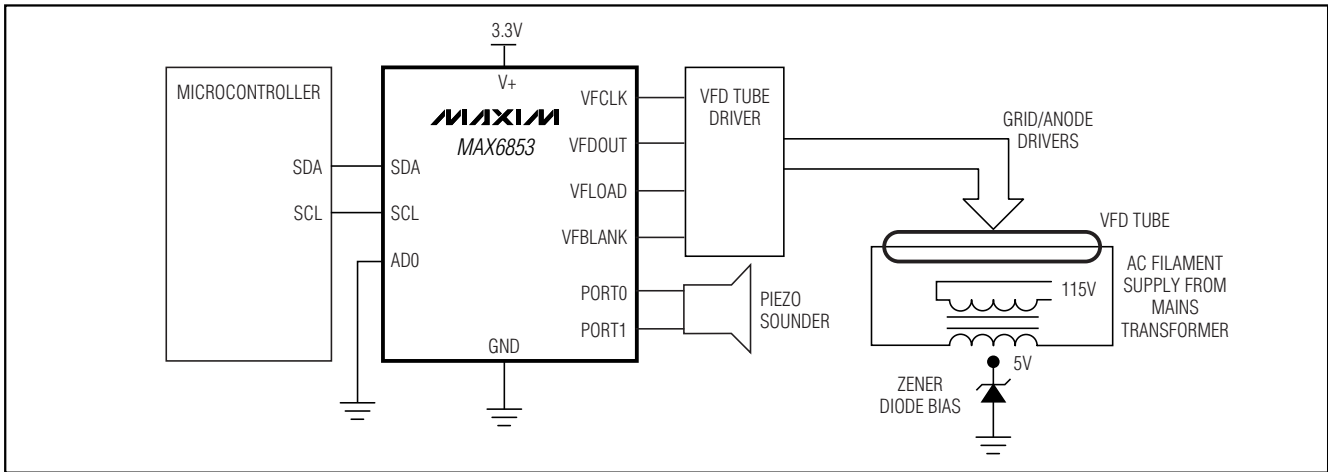 3.3V
MICROCONTROLLER
SDA
SCL
V+
MAXIM
MAX6853
SDA
SCL
AD0
GND
VFCLK
VFDOUT
VFLOAD
VFBLANK
PORT0
PORT1
VFD TUBE
DRIVER
PIEZO
SOUNDER
GRID/ANODE
DRIVERS
VFD TUBE
115V
AC FILAMENT
SUPPLY FROM
MAINS
TRANSFORMER
5V
ZENER
DIODE BIAS